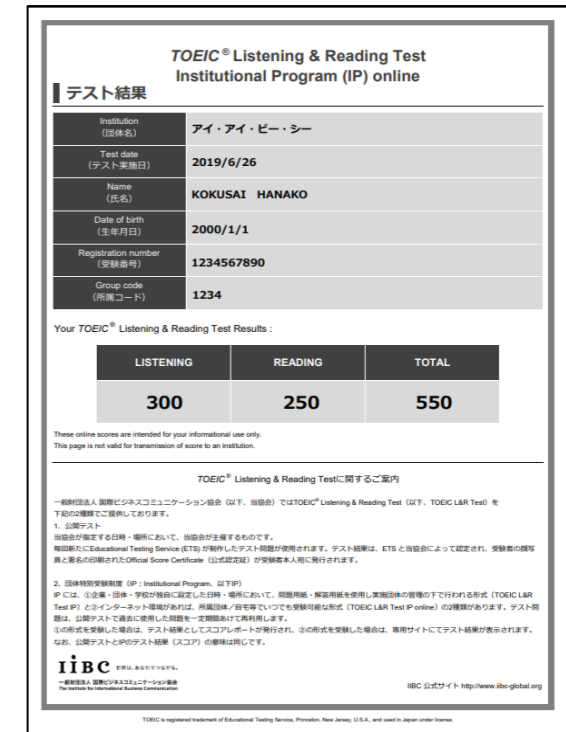 TOEIC® Listening & Reading Test
Institutional Program (IP) online
テスト結果
Institution
(団体名)
アイ・アイ・ビー・シー
Test date
(テスト実施日)
2019/6/26
Name
(氏名)
KOKUSAI HANAKO
Date of birth
(生年月日)
2000/1/1
Registration number
(受験番号)
1234567890
Group code
(所属コード)
1234
Your TOEIC® Listening & Reading Test Results :
LISTENING READING TOTAL
300 250 550
These online scores are intended for your informational use only.
This page is not valid for transmission of score to an institution.
TOEIC® Listening & Reading Testに関するご案内
一般財団法人 国際ビジネスコミュニケーション協会（以下、当協会）ではTOEIC® Listening & Reading Test（以下、TOEIC L&R Test）を
下記の2種類でご提供しております。
1、公開テスト
当協会が指定する日時・場所において、当協会が主催するものです。
毎回新たにEducational Testing Service (ETS) が制作したテスト問題が使用されます。テスト結果は、ETS と当協会によって認定され、受験者の顔写
真と署名の印刷されたOfficial Score Certificate（公式認定証）が受験者本人宛に発行されます。
2、団体特別受験制度（IP：Institutional Program、以下IP）
IP には、①企業・団体・学校が独自に設定した日時・場所において、問題用紙・解答用紙を使用し実施団体の管理の下で行われる形式（TOEIC L&R
Test IP）と②インターネット環境があれば、所属団体／自宅等でいつでも受験可能な形式（TOEIC L&R Test IP online）の2種類があります。テスト問
題は、公開テストで過去に使用した問題を一定期間あけて再利用します。
①の形式を受験した場合は、テスト結果としてスコアレポートが発行され、②の形式を受験した場合は、専用サイトにてテスト結果が表示されます。
なお、公開テストとIPのテスト結果（スコア）の意味は同じです。
IIBC 世界は、あなたでつながる。
一般財団法人 国際ビジネスコミュニケーション協会
The Institute for International Business Communication
IIBC 公式サイト http://www.iibc-global.org
TOEIC is registered trademark of Educational Testing Service, Princeton, New Jersey, U.S.A., and used in Japan under license.